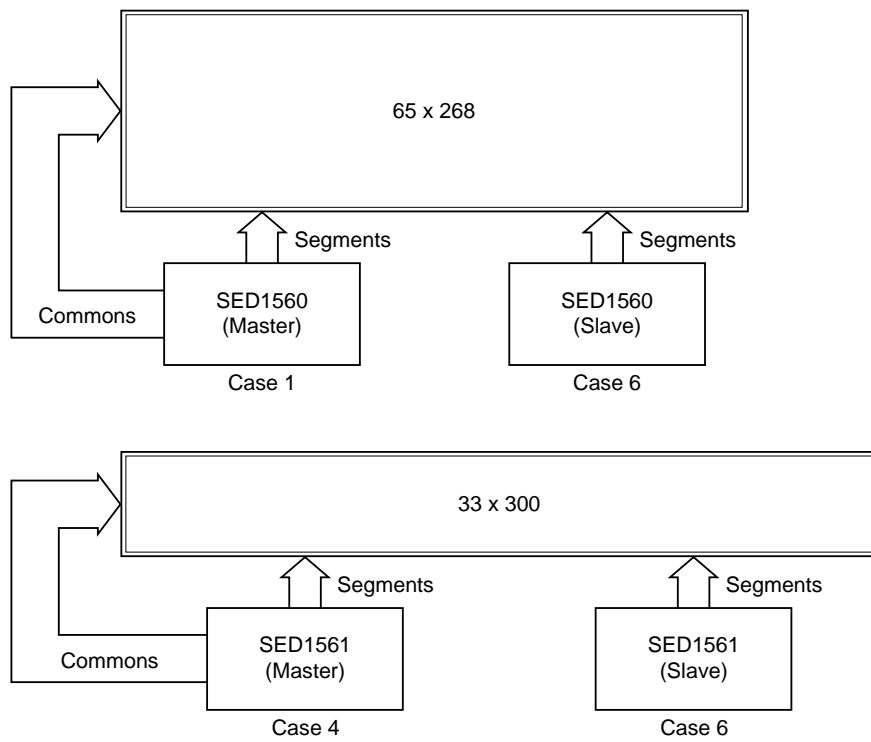 65 x 268
Segments
Segments
Commons
SED1560
(Master)
SED1560
(Slave)
Case 1
Case 6
33 x 300
Segments
Segments
Commons
SED1561
(Master)
SED1561
(Slave)
Case 4
Case 6